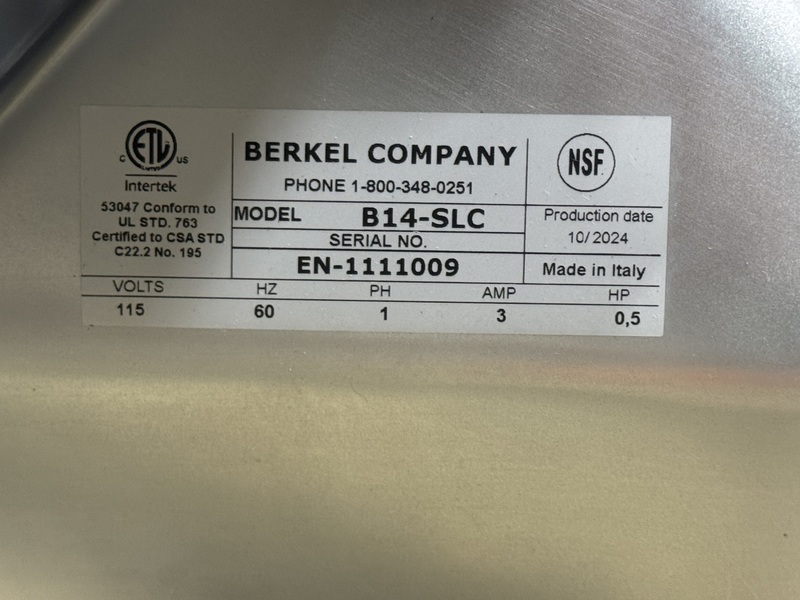 BERKEL COMPANY
PHONE 1-800-348-0251
MODEL B14-SLC
SERIAL NO.
EN-1111009
c ETL US
Intertek
53047 Conform to
UL STD. 763
Certified to CSA STD
C22.2 No. 195
NSF
Production date
10/2024
Made in Italy
VOLTS HZ PH AMP HP
115 60 1 3 0,5